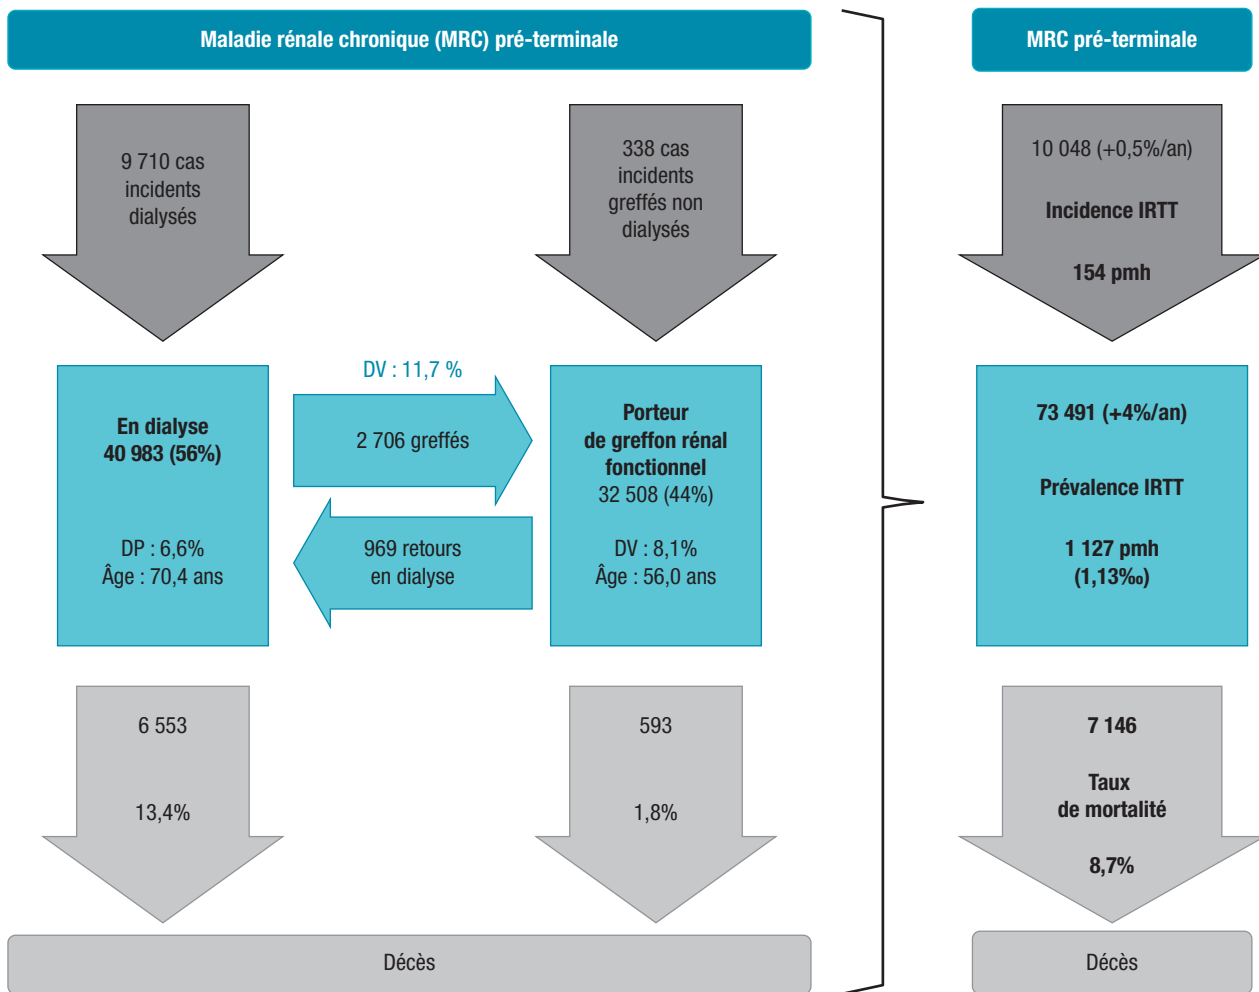 Maladie rénale chronique (MRC) pré-terminale
MRC pré-terminale
9 710 cas
incidents
dialysés
338 cas
incidents
greffés non
dialysés
10 048 (+0,5%/an)
Incidence IRTT
154 pmh
En dialyse
40 983 (56%)
DP : 6,6%
Âge : 70,4 ans
DV : 11,7 %
2 706 greffés
969 retours
en dialyse
Porteur
de greffon rénal
fonctionnel
32 508 (44%)
DV : 8,1%
Âge : 56,0 ans
73 491 (+4%/an)
Prévalence IRTT
1 127 pmh
(1,13‰)
6 553
13,4%
593
1,8%
7 146
Taux
de mortalité
8,7%
Décès
Décès